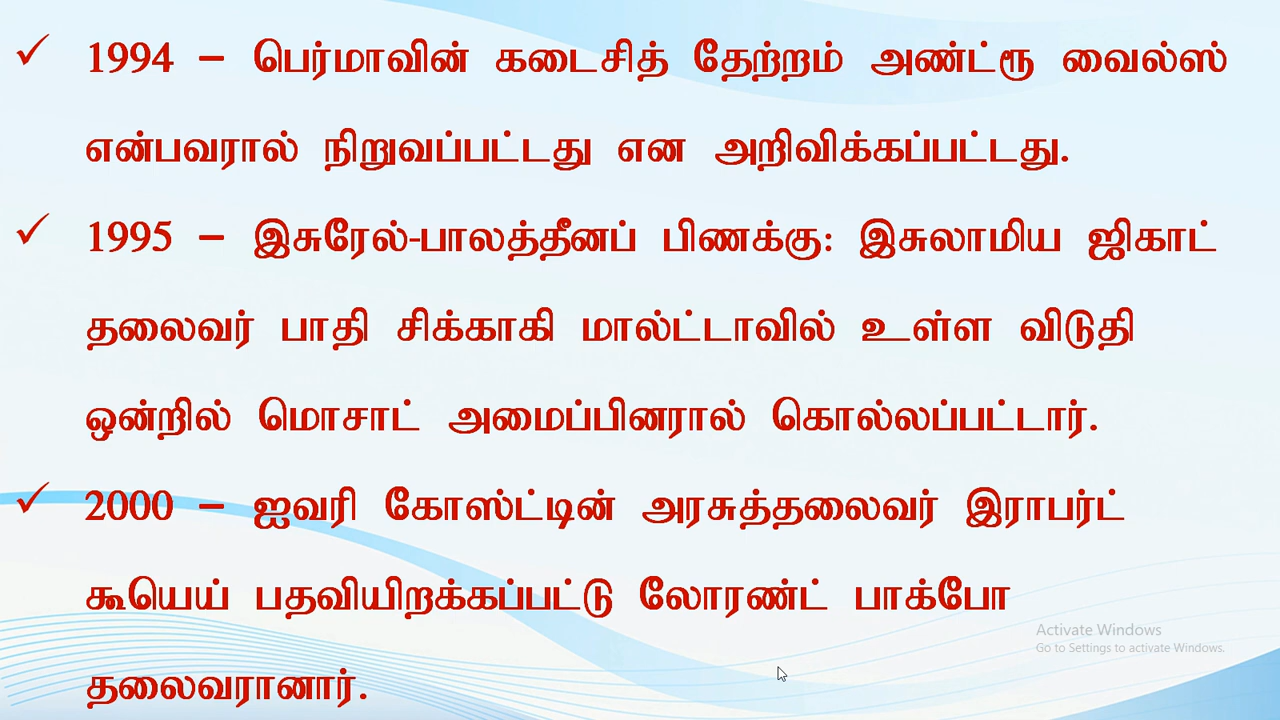 ✓ 1994 – பெர்மாவின் கடைசித் தேற்றம் அண்ட்ரூ வைல்ஸ்
என்பவரால் நிறுவப்பட்டது என அறிவிக்கப்பட்டது.
✓ 1995 – இசுரேல்-பாலத்தீனப் பிணக்கு: இசுலாமிய ஜிகாட்
தலைவர் பாதி சிக்காகி மால்ட்டாவில் உள்ள விடுதி
ஒன்றில் மொசாட் அமைப்பினரால் கொல்லப்பட்டார்.
✓ 2000 – ஐவரி கோஸ்ட்டின் அரசுத்தலைவர் இராபர்ட்
கூயெய் பதவியிறக்கப்பட்டு லோரண்ட் பாக்போ
தலைவரானார்.
Activate Windows
Go to Settings to activate Windows.